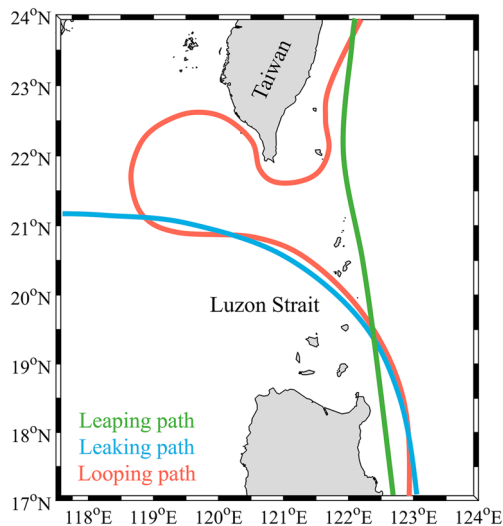 24°N
23°N
22°N
21°N
20°N
19°N
18°N
17°N
Taiwan
Luzon Strait
Leaping path
Leaking path
Looping path
118°E 119°E 120°E 121°E 122°E 123°E 124°E